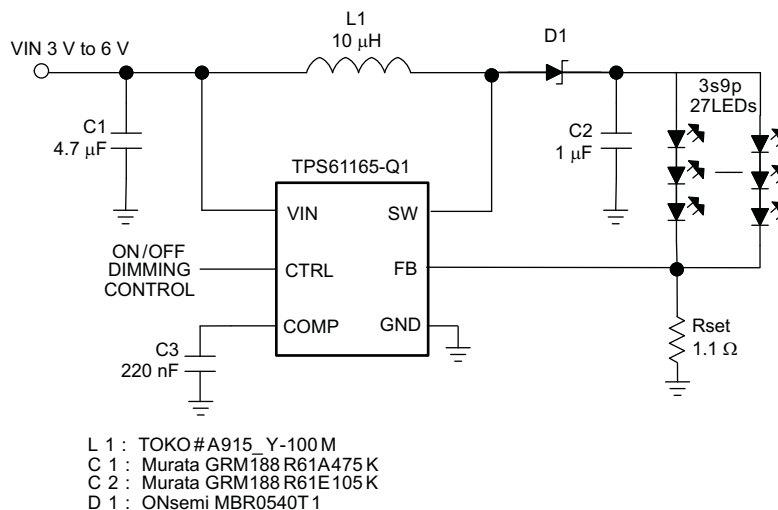 L1
10 μH
D1
VIN 3 V to 6 V
3s9p
27LEDs
C1
4.7 μF
C2
1 μF
TPS61165-Q1
VIN
SW
ON/OFF
DIMMING
CONTROL
CTRL
FB
COMP
GND
C3
220 nF
Rset
1.1 Ω
L 1 : TOKO # A915_Y-100 M
C 1 : Murata GRM188 R61A475 K
C 2 : Murata GRM188 R61E105 K
D 1 : ONsemi MBR0540T 1